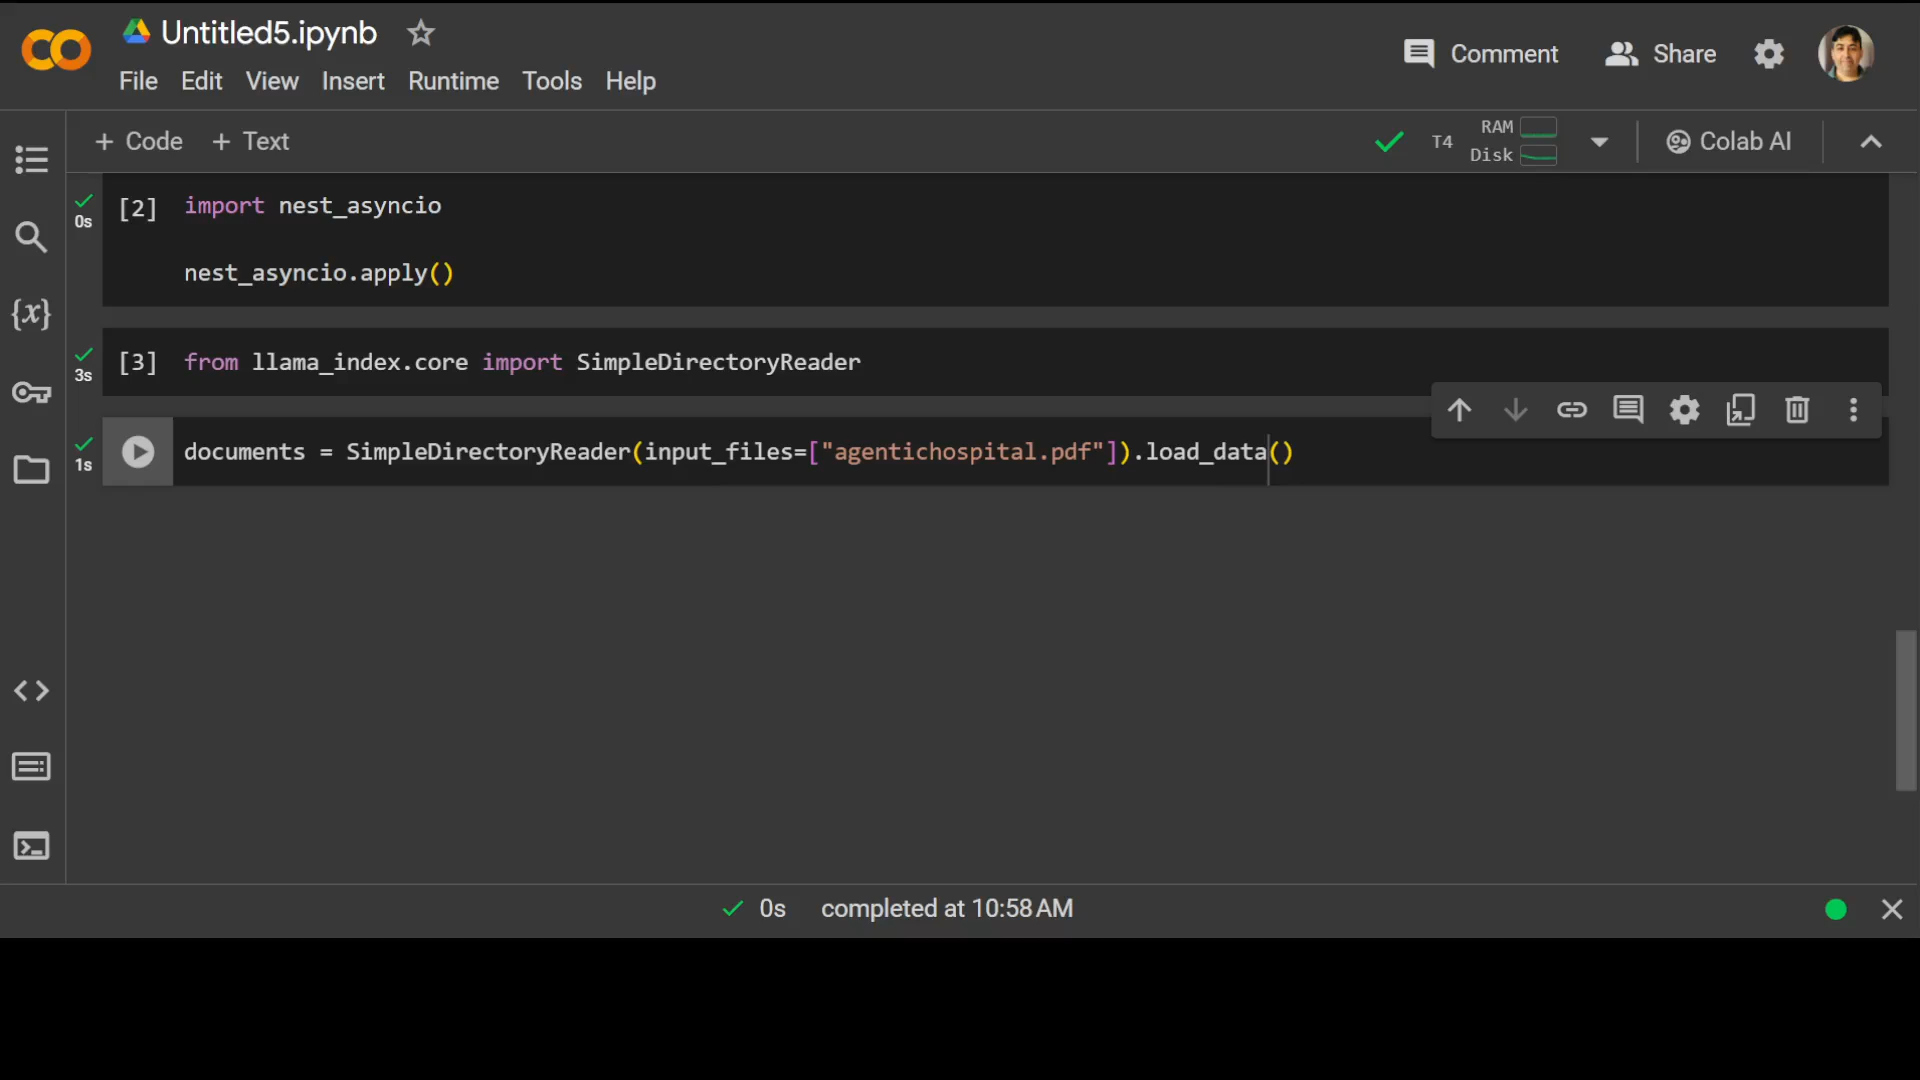 Untitled5.ipynb
Comment
Share
File Edit View Insert Runtime Tools Help
+ Code + Text
T4
RAM
Disk
Colab AI
0s
[2] import nest_asyncio
nest_asyncio.apply()
3s
[3] from llama_index.core import SimpleDirectoryReader
1s
documents = SimpleDirectoryReader(input_files=["agentichospital.pdf"]).load_data()
{x}
0s completed at 10:58 AM